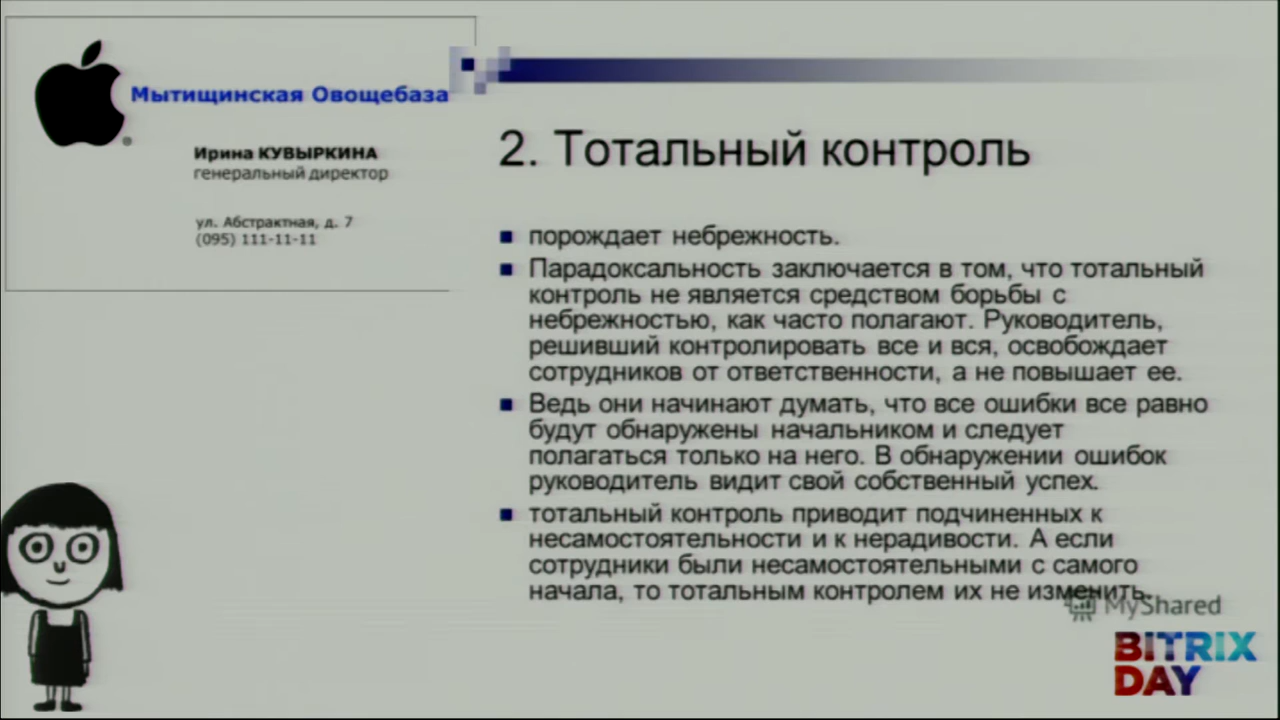 Мытищинская Овощебаза
Ирина КУВЫРКИНА
генеральный директор
ул. Абстрактная, д. 7
(095) 111-11-11
2. Тотальный контроль
порождает небрежность.
Парадоксальность заключается в том, что тотальный
контроль не является средством борьбы с
небрежностью, как часто полагают. Руководитель,
решивший контролировать все и вся, освобождает
сотрудников от ответственности, а не повышает ее.
Ведь они начинают думать, что все ошибки все равно
будут обнаружены начальником и следует
полагаться только на него. В обнаружении ошибок
руководитель видит свой собственный успех.
тотальный контроль приводит подчиненных к
несамостоятельности и к нерадивости. А если
сотрудники были несамостоятельными с самого
начала, то тотальным контролем их не изменить.
MyShared
BITRIX
DAY